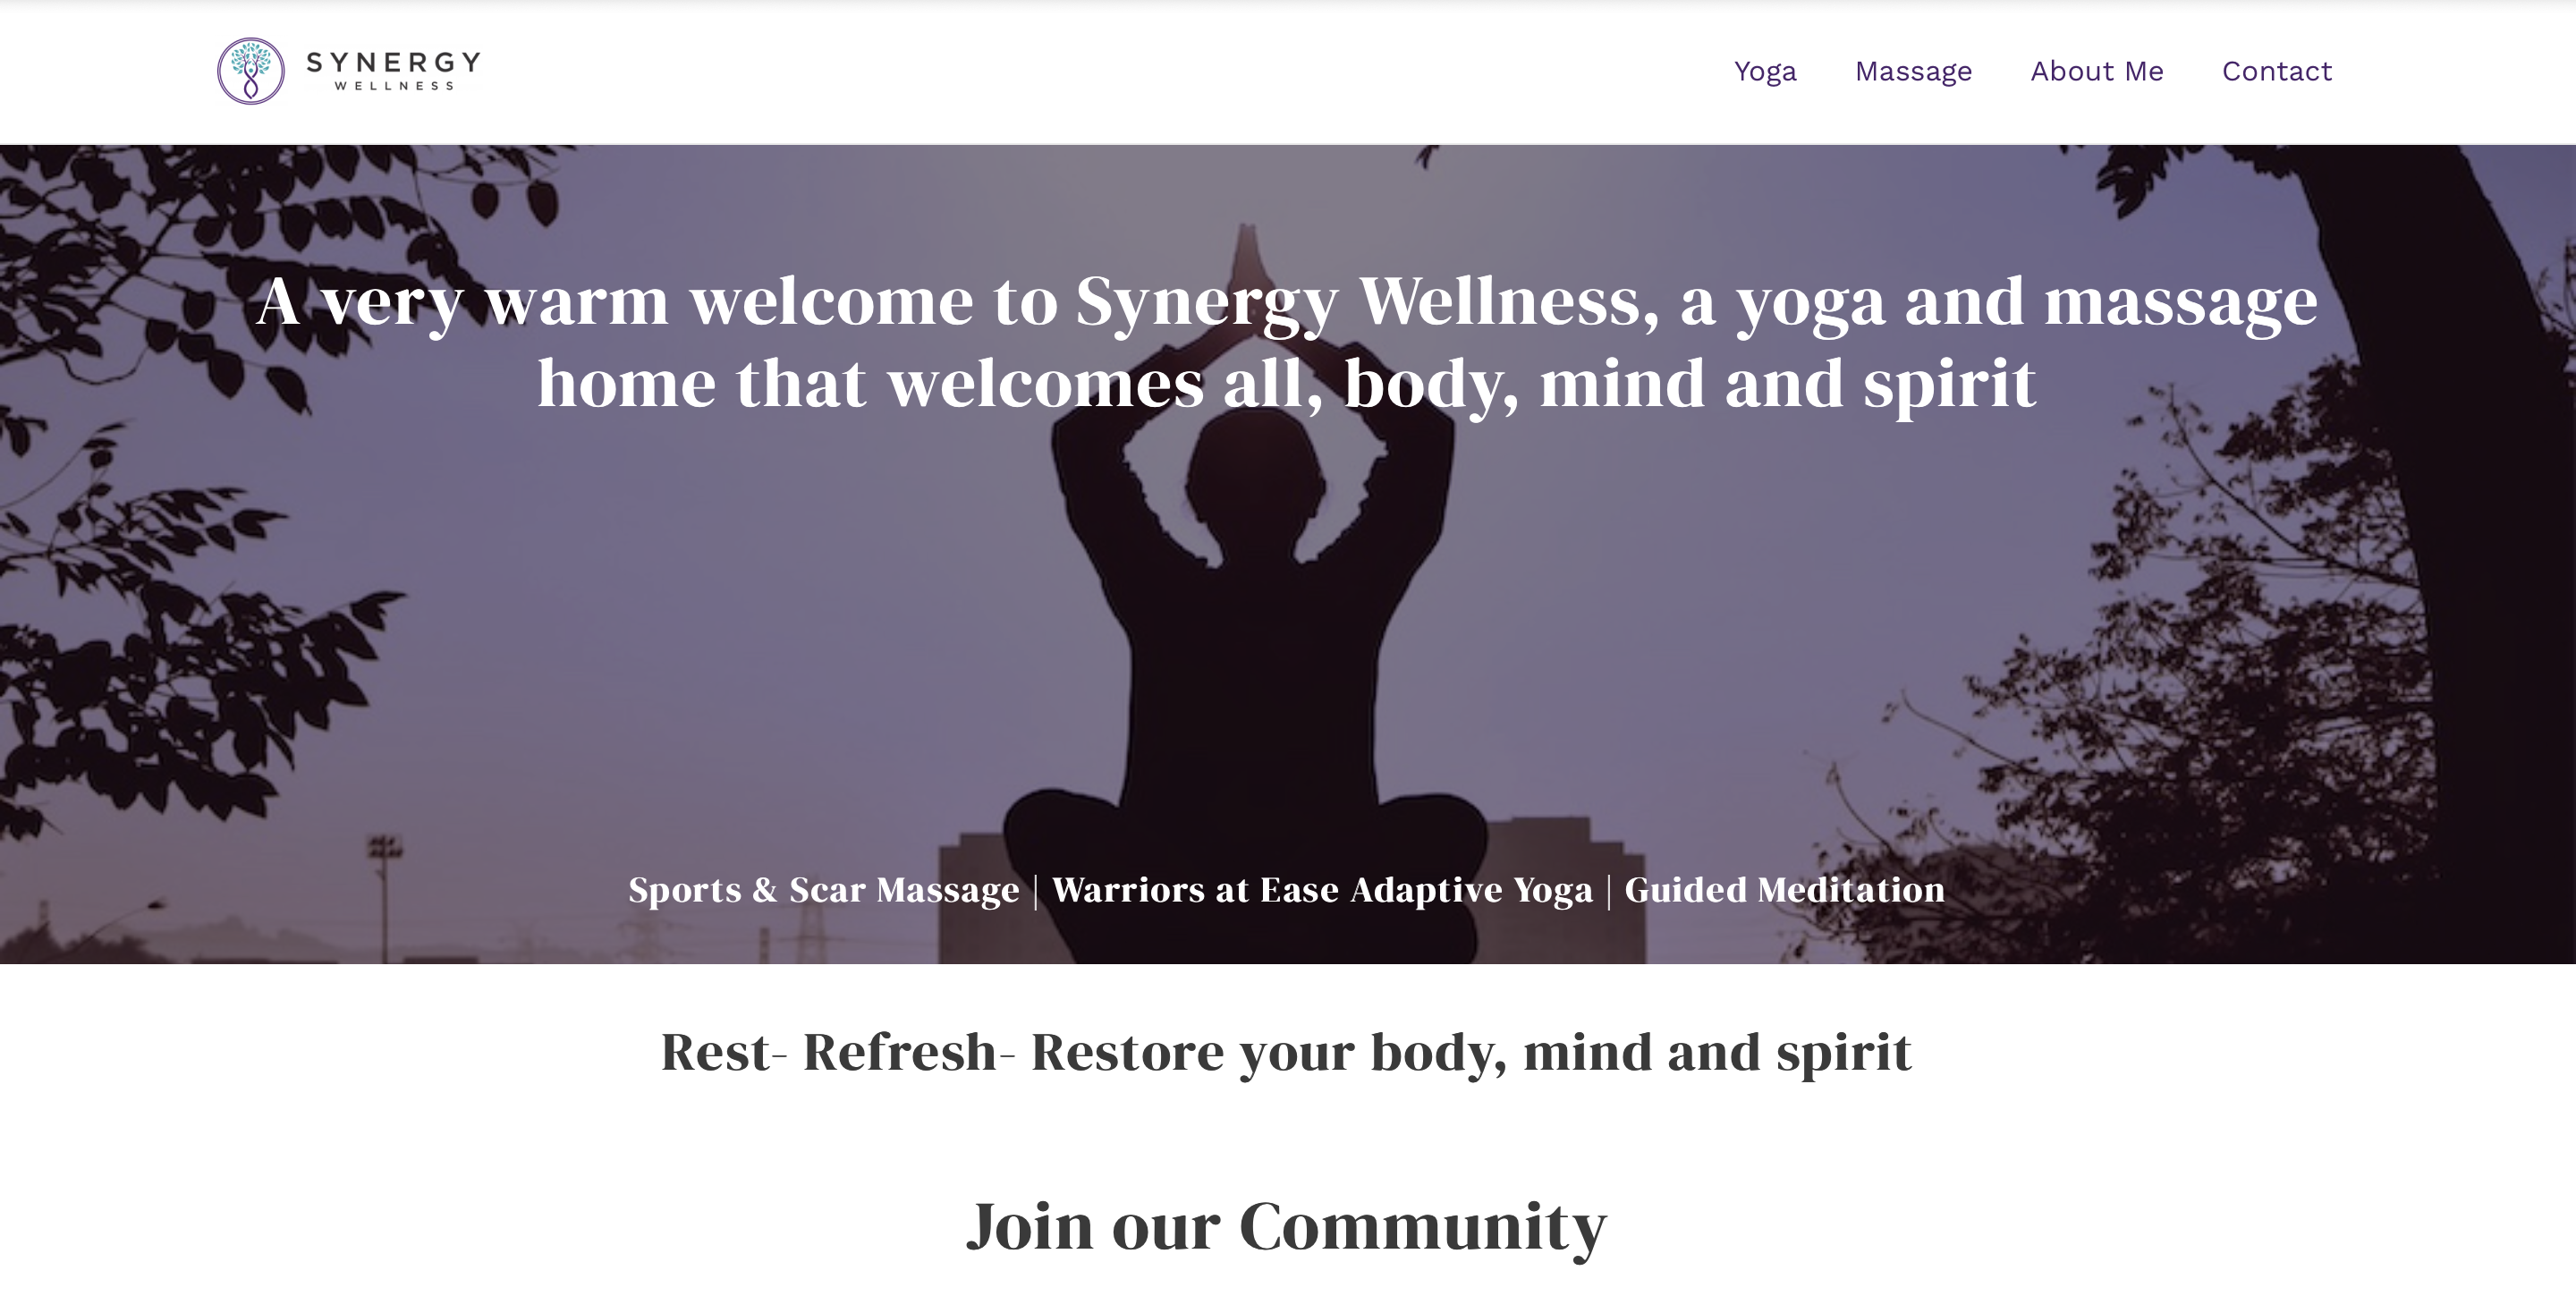 SYNERGY
WELLNESS
Yoga
Massage
About Me
Contact
A very warm welcome to Synergy Wellness, a yoga and massage
home that welcomes all, body, mind and spirit
Sports & Scar Massage | Warriors at Ease Adaptive Yoga | Guided Meditation
Rest- Refresh- Restore your body, mind and spirit
Join our Community